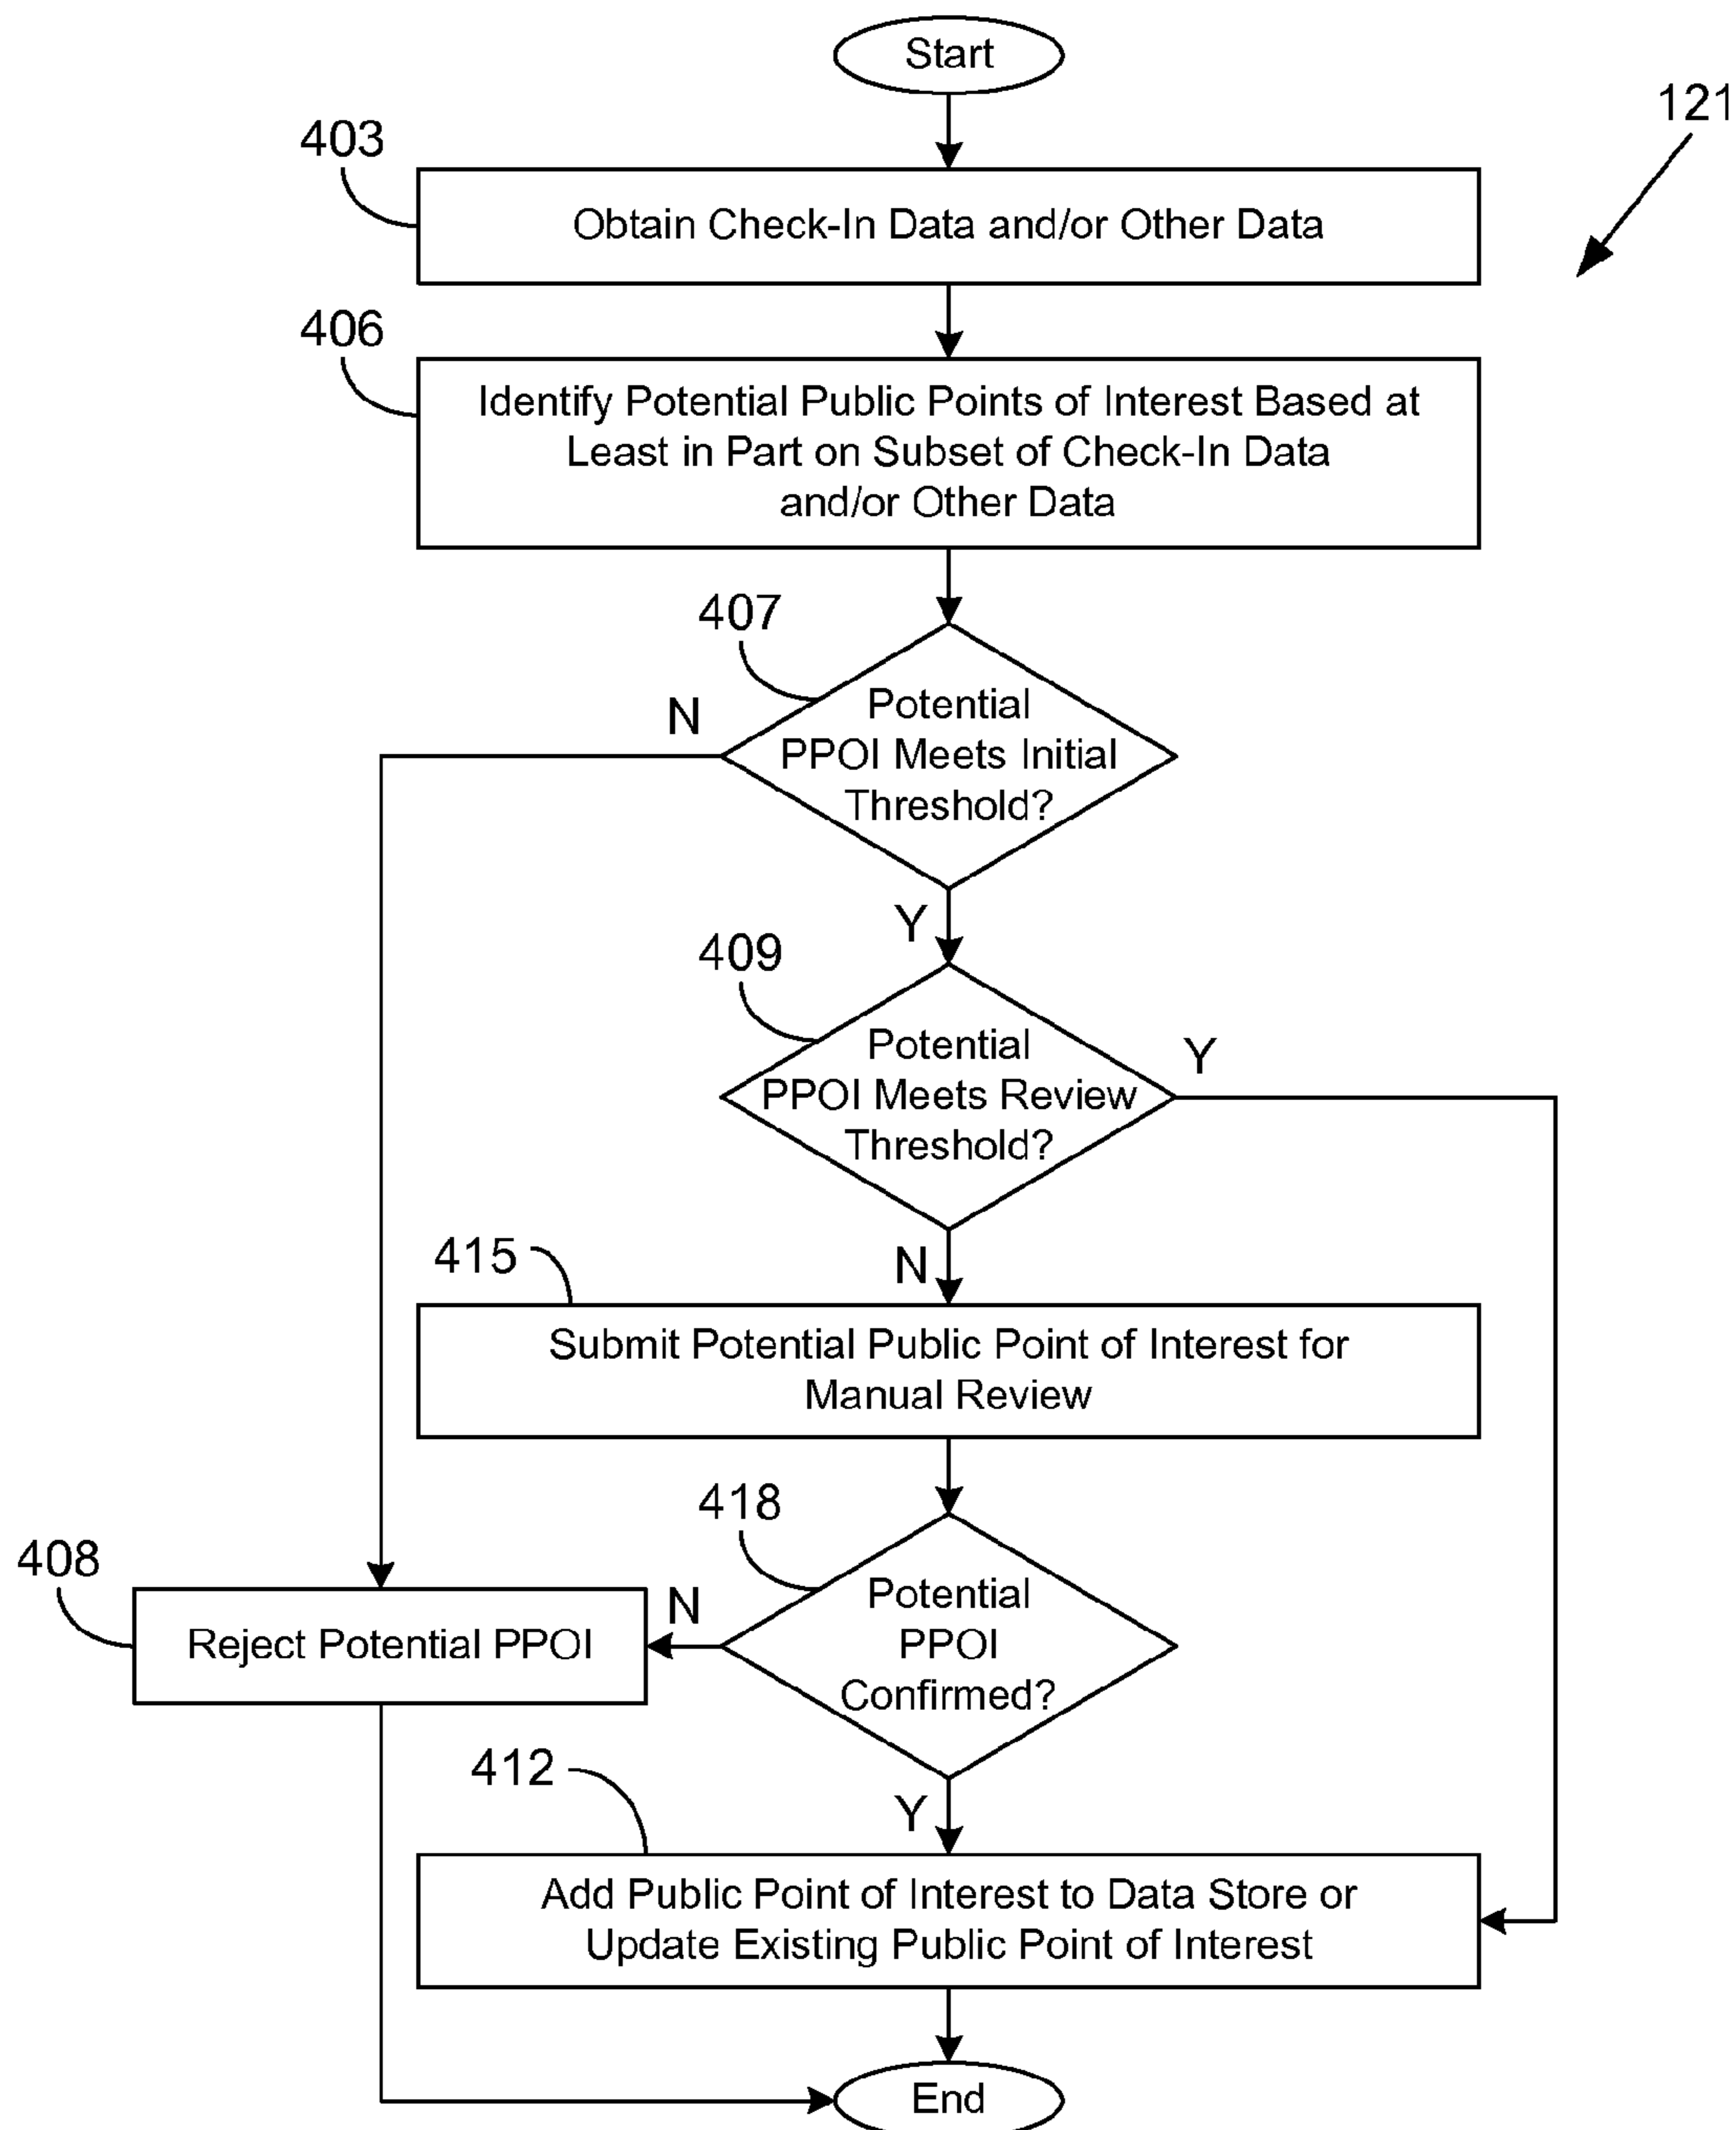 Start
121
403
Obtain Check-In Data and/or Other Data
406
Identify Potential Public Points of Interest Based at
Least in Part on Subset of Check-In Data
and/or Other Data
407
N
Potential
PPOI Meets Initial
Threshold?
Y
409
Potential
PPOI Meets Review
Threshold?
Y
N
415
Submit Potential Public Point of Interest for
Manual Review
418
408
Reject Potential PPOI
N
Potential
PPOI
Confirmed?
412
Y
Add Public Point of Interest to Data Store or
Update Existing Public Point of Interest
End